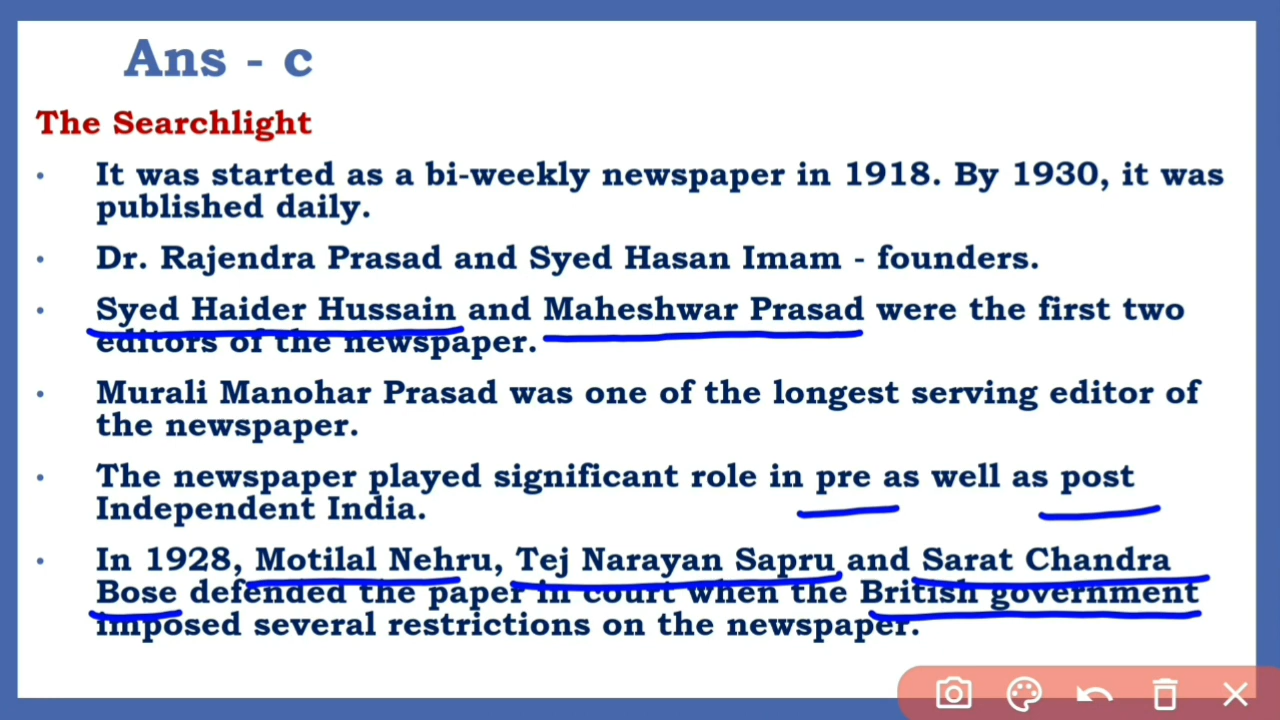 Ans - c
The Searchlight
• It was started as a bi-weekly newspaper in 1918. By 1930, it was
published daily.
• Dr. Rajendra Prasad and Syed Hasan Imam - founders.
• Syed Haider Hussain and Maheshwar Prasad were the first two
editors of the newspaper.
• Murali Manohar Prasad was one of the longest serving editor of
the newspaper.
• The newspaper played significant role in pre as well as post
Independent India.
• In 1928, Motilal Nehru, Tej Narayan Sapru and Sarat Chandra
Bose defended the paper in court when the British government
imposed several restrictions on the newspaper.